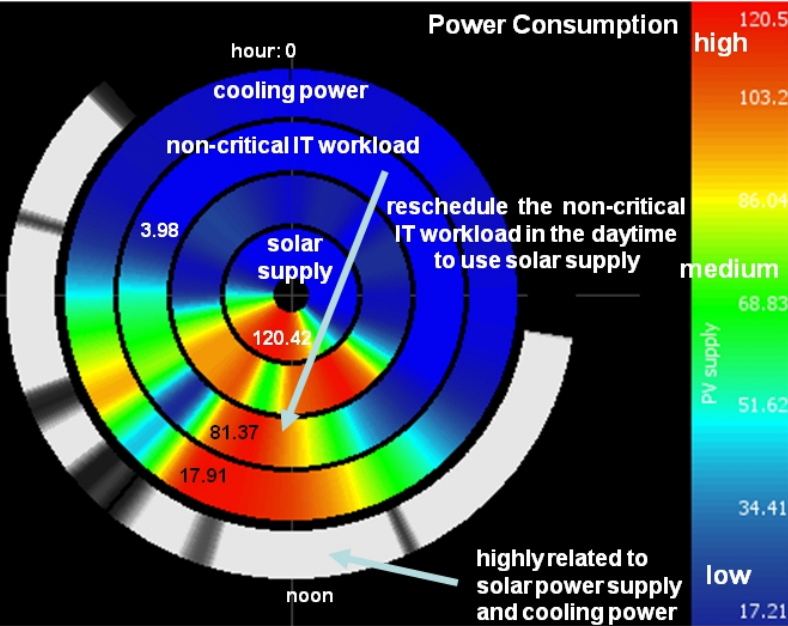 Power Consumption
high
120.5
hour: 0
cooling power
103.2
non-critical IT workload
reschedule the non-critical
IT workload in the daytime
to use solar supply
86.04
3.98
solar
supply
medium
68.83
120.42
PV supply
51.62
81.37
17.91
34.41
highly related to
solar power supply
and cooling power
low
noon
17.21